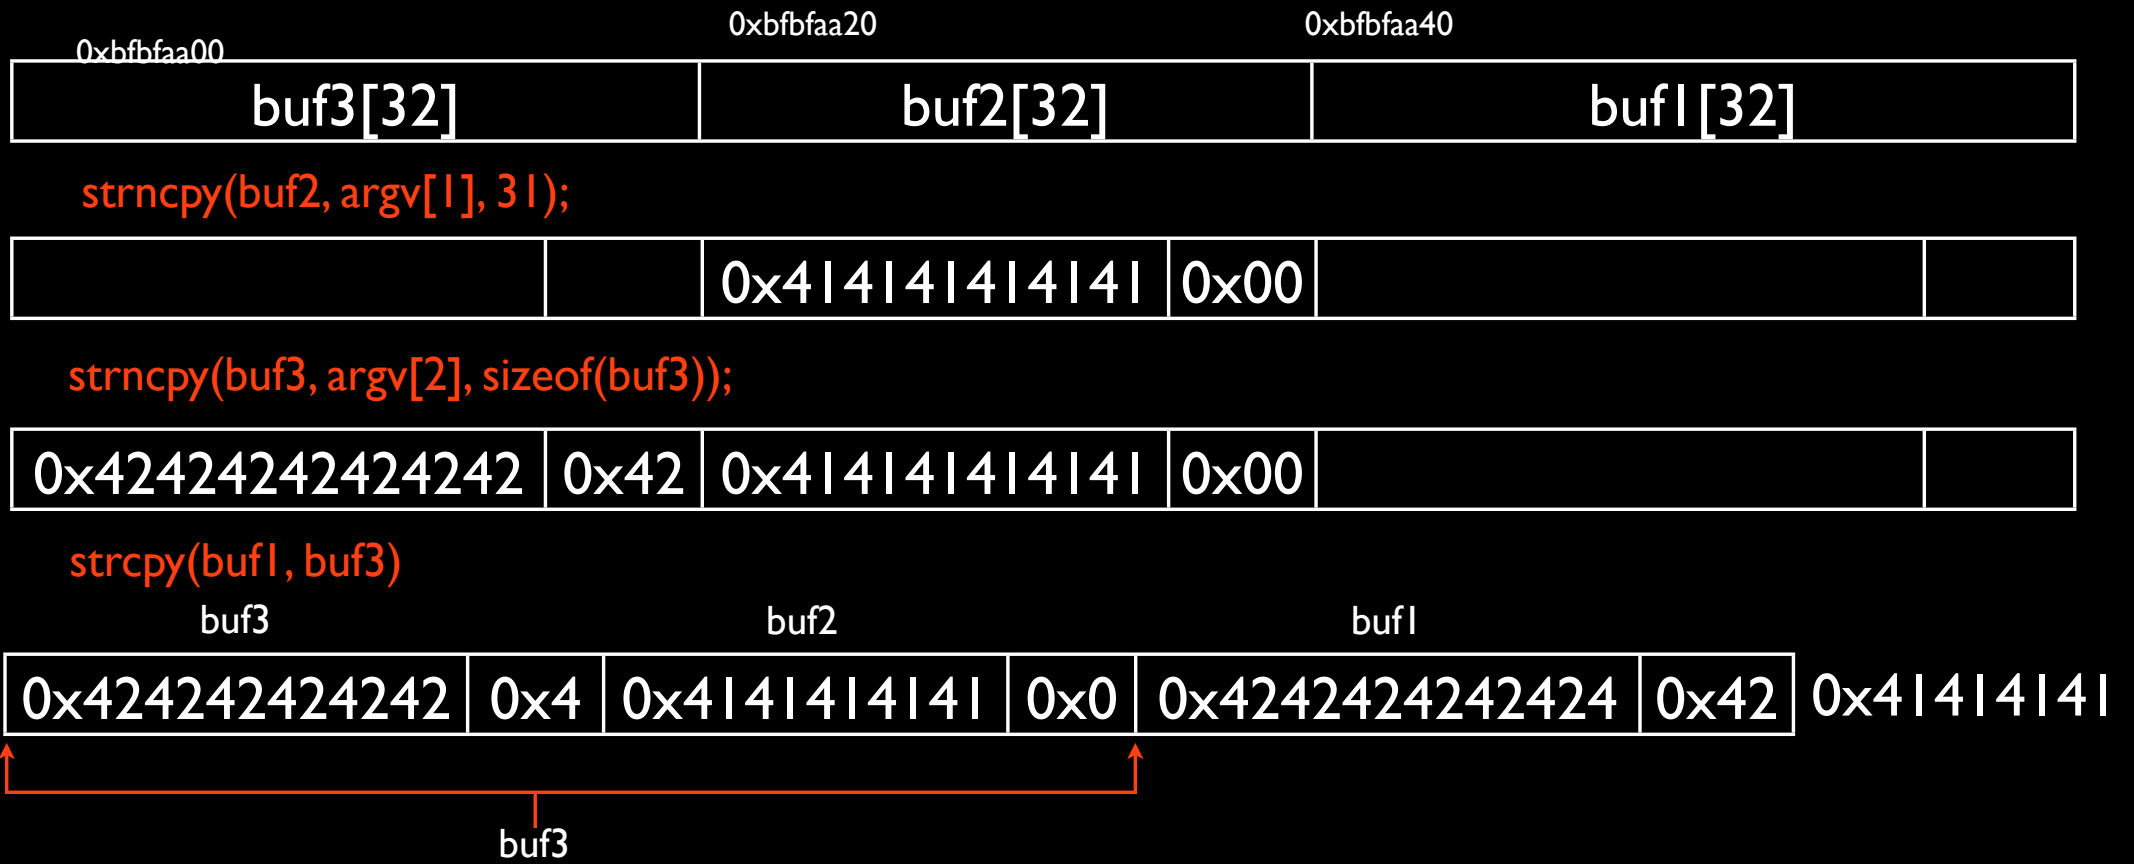 0xbfbfaa00 0xbfbfaa20 0xbfbfaa40
buf3[32] buf2[32] buf1[32]
strncpy(buf2, argv[1], 31);
0x414141414141 0x00
strncpy(buf3, argv[2], sizeof(buf3));
0x42424242424242 0x42 0x414141414141 0x00
strcpy(buf1, buf3)
buf3 buf2 buf1
0x424242424242 0x4 0x4141414141 0x0 0x4242424242424 0x42 0x41414141
buf3